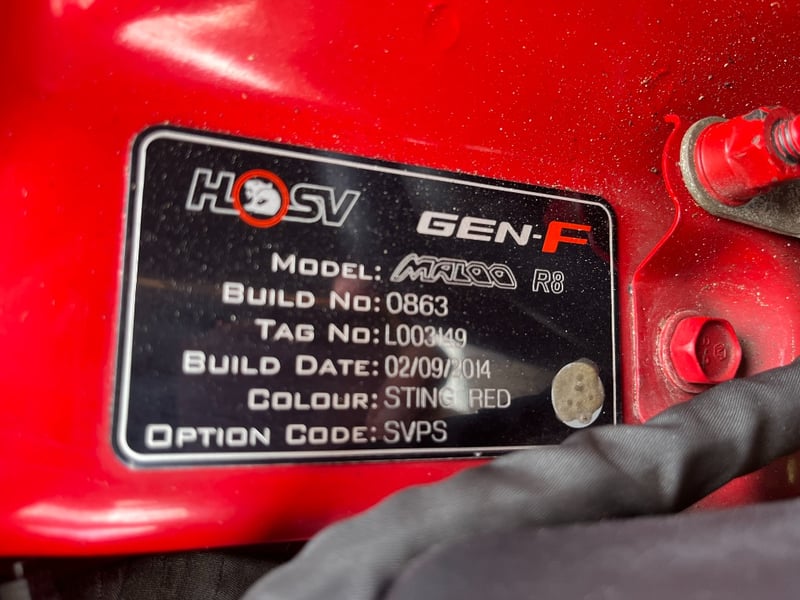 HSV
GEN-F
MODEL: MALOO R8
BUILD NO: 0863
TAG NO: L003149
BUILD DATE: 02/09/2014
COLOUR: STING RED
OPTION CODE: SVPS